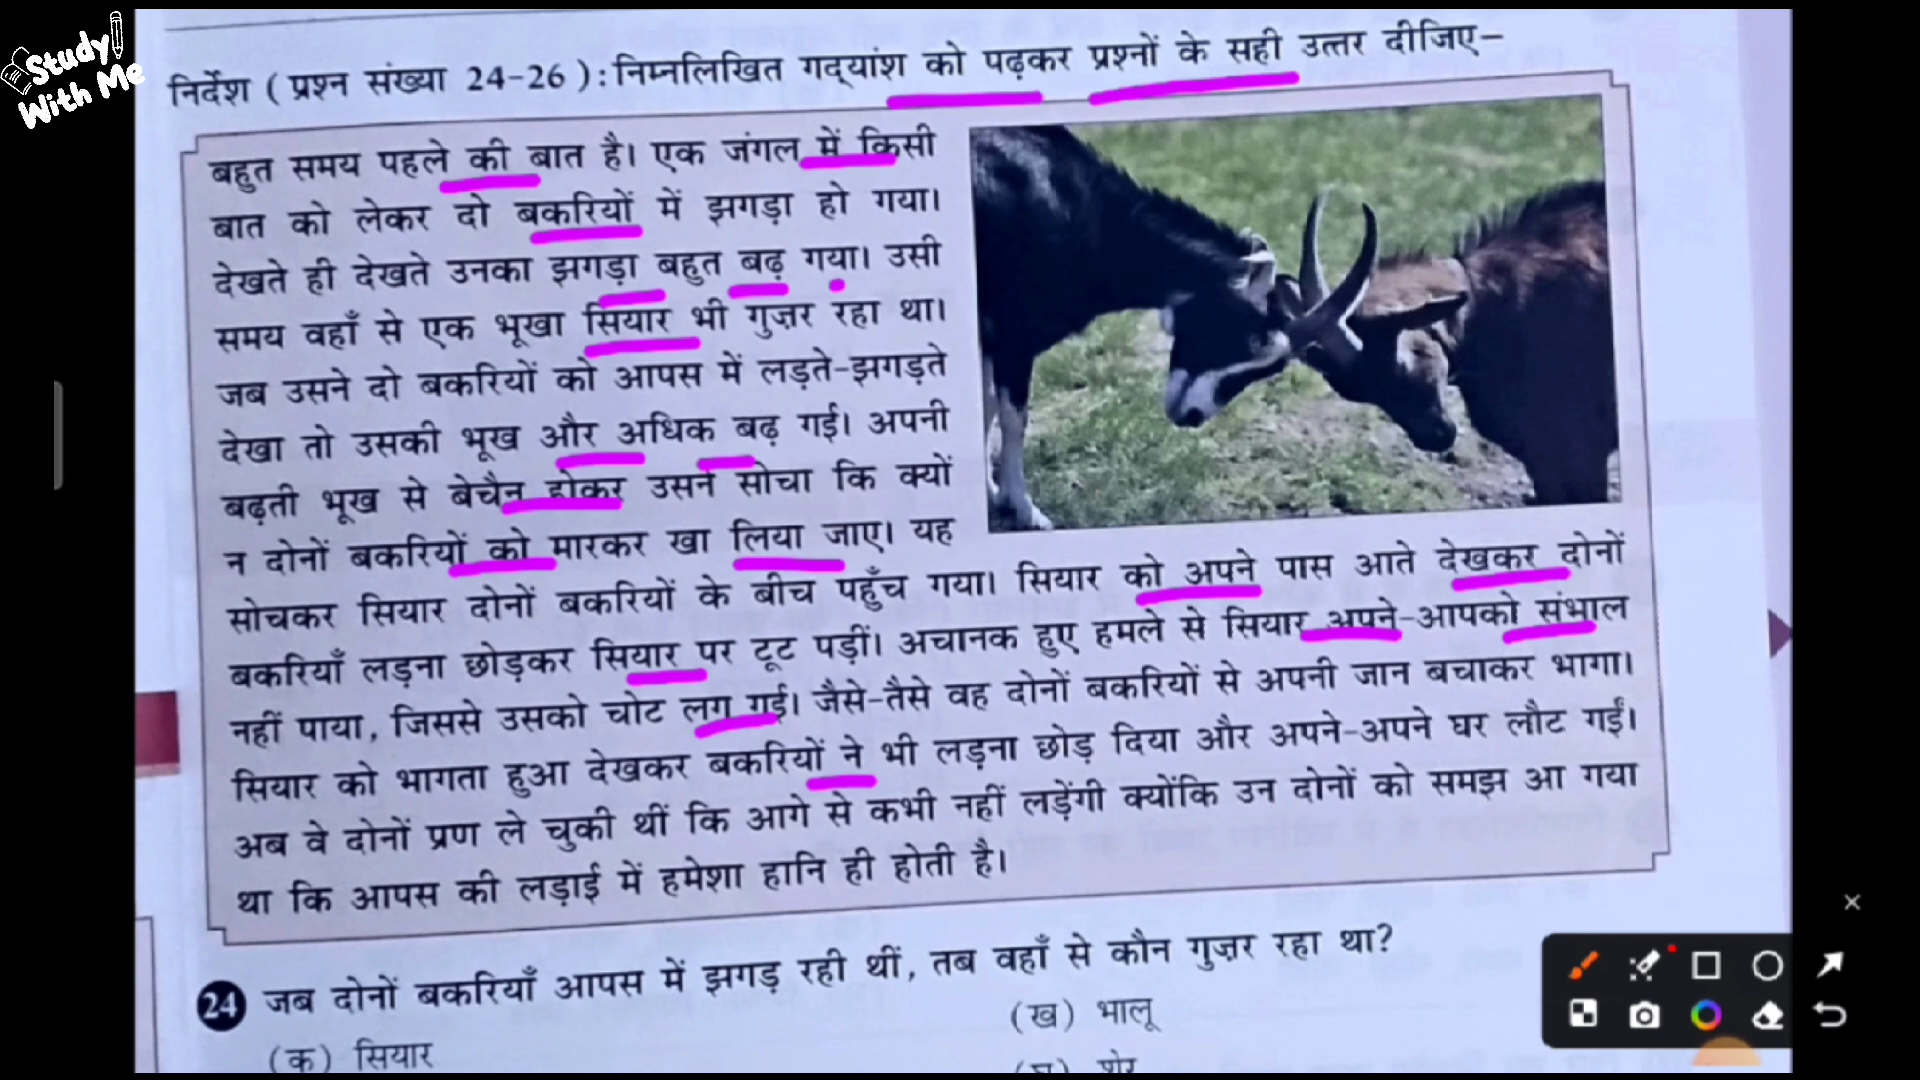 Study
With Me
निर्देश ( प्रश्न संख्या 24-26 ): निम्नलिखित गद्यांश को पढ़कर प्रश्नों के सही उत्तर दीजिए–
बहुत समय पहले की बात है। एक जंगल में किसी
बात को लेकर दो बकरियों में झगड़ा हो गया।
देखते ही देखते उनका झगड़ा बहुत बढ़ गया। उसी
समय वहाँ से एक भूखा सियार भी गुज़र रहा था।
जब उसने दो बकरियों को आपस में लड़ते-झगड़ते
देखा तो उसकी भूख और अधिक बढ़ गई। अपनी
बढ़ती भूख से बेचैन होकर उसने सोचा कि क्यों
न दोनों बकरियों को मारकर खा लिया जाए। यह
सोचकर सियार दोनों बकरियों के बीच पहुँच गया। सियार को अपने पास आते देखकर दोनों
बकरियाँ लड़ना छोड़कर सियार पर टूट पड़ीं। अचानक हुए हमले से सियार अपने-आपको संभाल
नहीं पाया, जिससे उसको चोट लग गई। जैसे-तैसे वह दोनों बकरियों से अपनी जान बचाकर भागा।
सियार को भागता हुआ देखकर बकरियों ने भी लड़ना छोड़ दिया और अपने-अपने घर लौट गईं।
अब वे दोनों प्रण ले चुकी थीं कि आगे से कभी नहीं लड़ेंगी क्योंकि उन दोनों को समझ आ गया
था कि आपस की लड़ाई में हमेशा हानि ही होती है।
24 जब दोनों बकरियाँ आपस में झगड़ रही थीं, तब वहाँ से कौन गुज़र रहा था?
(क) सियार (ख) भालू